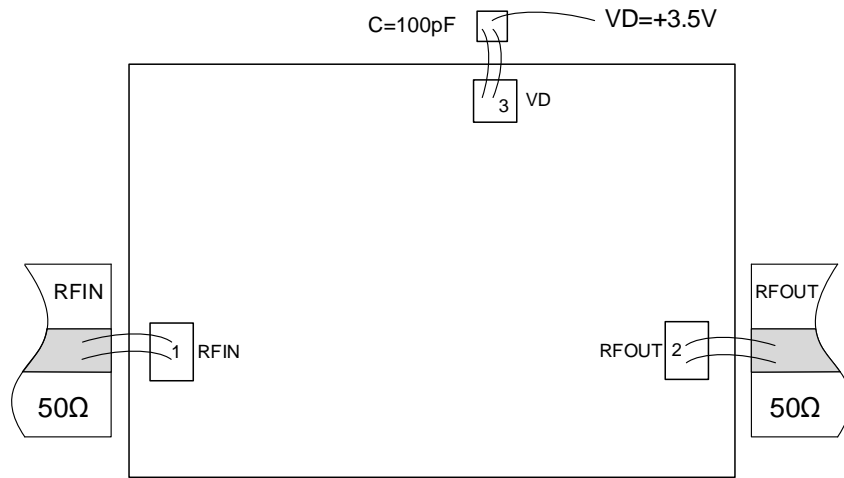 C=100pF
VD=+3.5V
3 VD
RFIN
RFOUT
1 RFIN
RFOUT 2
50Ω
50Ω